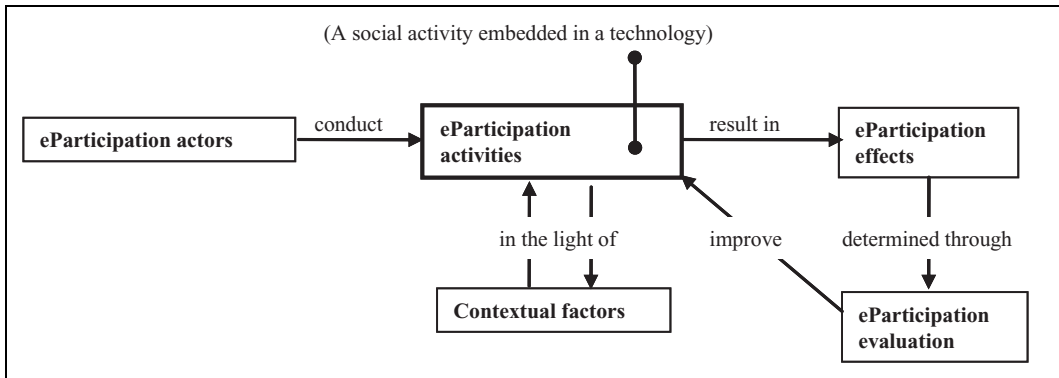 (A social activity embedded in a technology)
eParticipation actors
conduct
eParticipation
activities
result in
eParticipation
effects
in the light of
improve
determined through
Contextual factors
eParticipation
evaluation